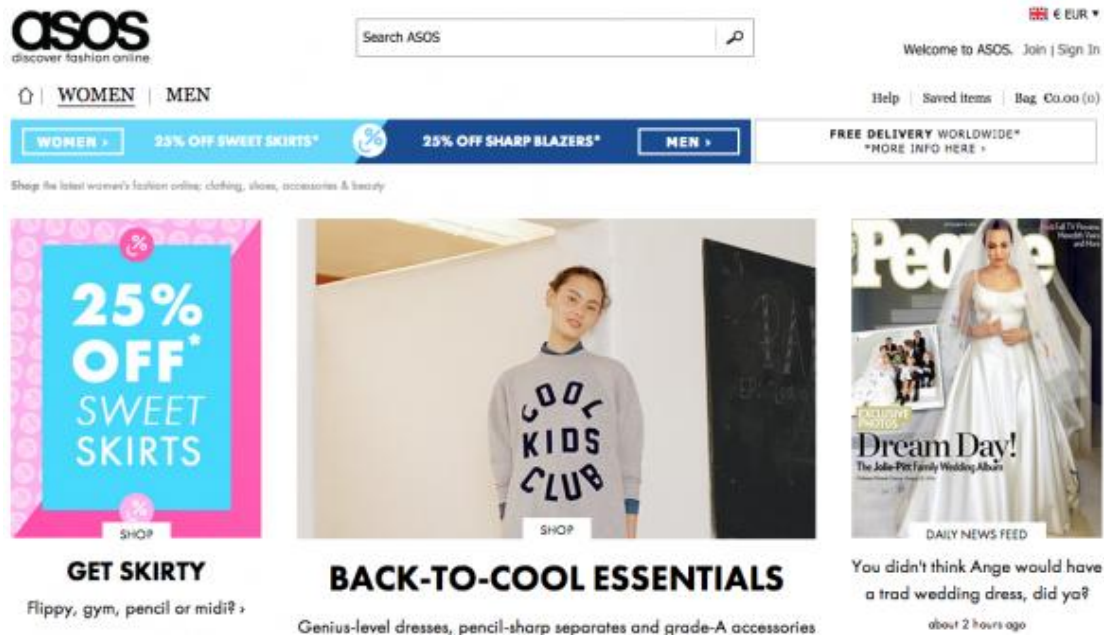 asos
discover fashion online
Search ASOS
€ EUR
Welcome to ASOS. Join | Sign In
WOMEN | MEN
Help | Saved items | Bag €0.00 (0)
WOMEN ›
25% OFF SWEET SKIRTS*
%
25% OFF SHARP BLAZERS*
MEN ›
FREE DELIVERY WORLDWIDE*
*MORE INFO HERE ›
Shop the latest women's fashion online; clothing, shoes, accessories & beauty
%
25%
OFF*
SWEET
SKIRTS
%
SHOP
GET SKIRTY
Flippy, gym, pencil or midi? ›
COOL
KIDS
CLUB
SHOP
BACK-TO-COOL ESSENTIALS
Genius-level dresses, pencil-sharp separates and grade-A accessories
People
Fall TV Preview
and More
EXCLUSIVE
PHOTOS
Dream Day!
The Jolie-Pitt Family Wedding Album
DAILY NEWS FEED
You didn't think Ange would have
a trad wedding dress, did ya?
about 2 hours ago